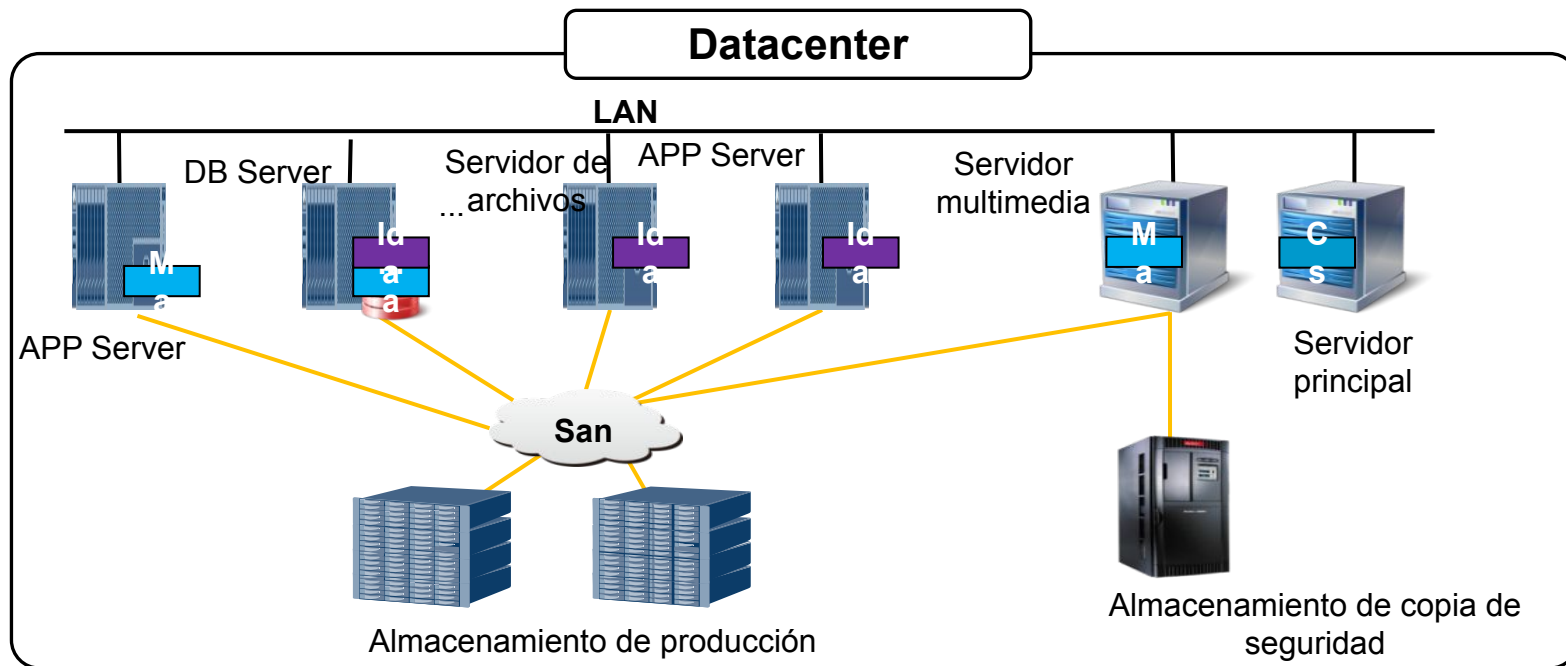 Datacenter
LAN
DB Server
Servidor de
...archivos
APP Server
Servidor
multimedia
M
a
Id
a
a
Id
a
Id
a
M
a
C
s
APP Server
Servidor
principal
San
Almacenamiento de producción
Almacenamiento de copia de
seguridad